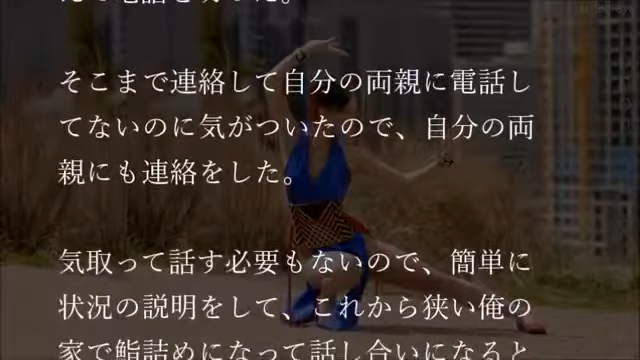 そこまで連絡して自分の両親に電話し
てないのに気がついたので、自分の両
親にも連絡をした。
気取って話す必要もないので、簡単に
状況の説明をして、これから狭い俺の
家で鮨詰めになって話し合いになると